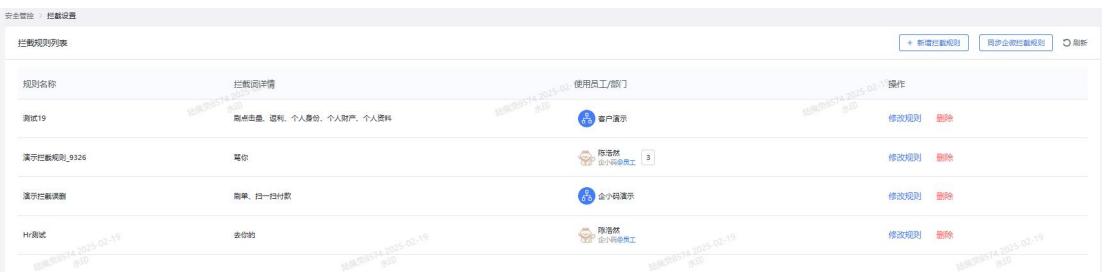 安全管控 > 拦截设置
拦截规则列表
+ 新增拦截规则 同步企微拦截规则 刷新
规则名称 拦截词详情 使用员工/部门 操作
测试19 刷点击量、返利、个人身份、个人财产、个人资料 客户演示 修改规则 删除
演示拦截规则_9326 骂你 陈浩然 3 修改规则 删除
企小码@员工
演示拦截误删 刷单、扫一扫付款 企小码演示 修改规则 删除
Hr测试 去你的 陈浩然 修改规则 删除
企小码@员工